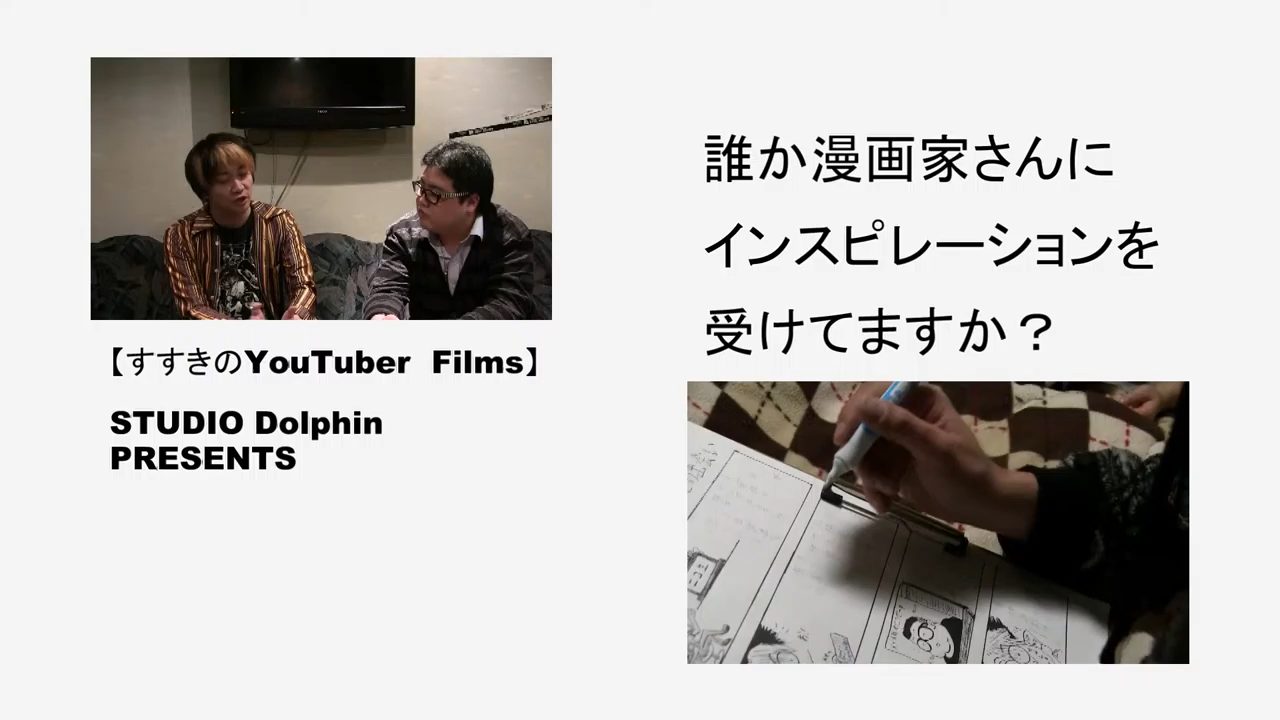 【すすきのYouTuber Films】
STUDIO Dolphin
PRESENTS
誰か漫画家さんに
インスピレーションを
受けてますか？